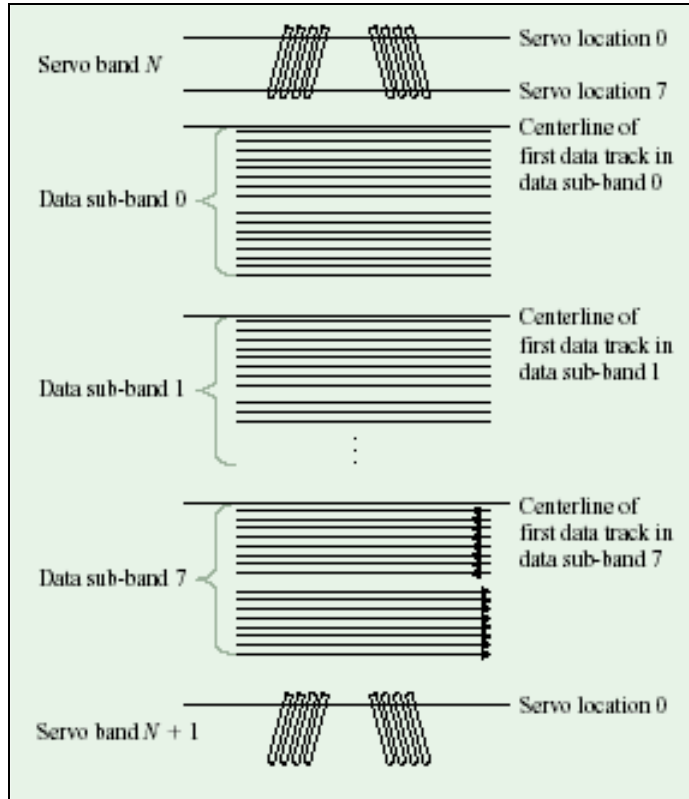 Servo location 0
Servo band N
Servo location 7
Centerline of
first data track in
data sub-band 0
Data sub-band 0
Centerline of
first data track in
data sub-band 1
Data sub-band 1
Centerline of
first data track in
data sub-band 7
Data sub-band 7
Servo location 0
Servo band N + 1